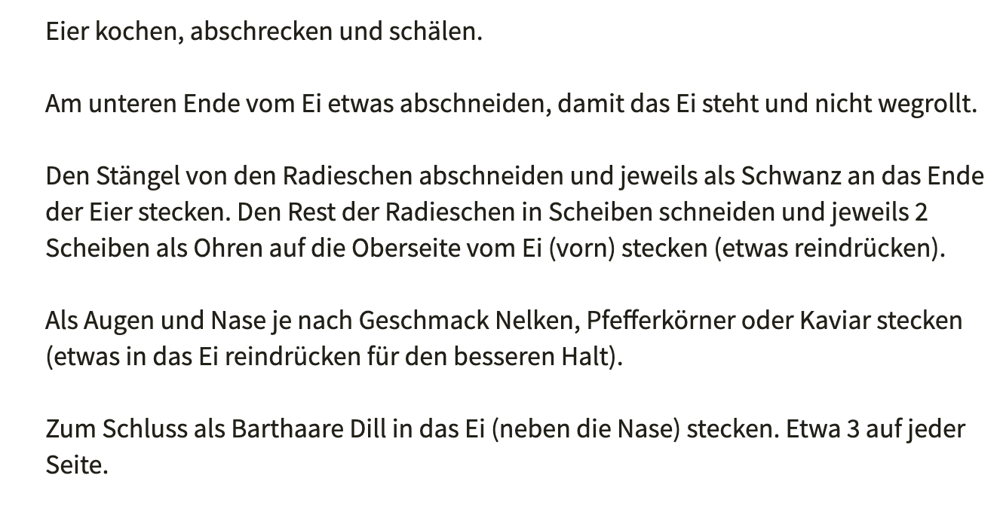 Eier kochen, abschrecken und schälen.
Am unteren Ende vom Ei etwas abschneiden, damit das Ei steht und nicht wegrollt.
Den Stängel von den Radieschen abschneiden und jeweils als Schwanz an das Ende
der Eier stecken. Den Rest der Radieschen in Scheiben schneiden und jeweils 2
Scheiben als Ohren auf die Oberseite vom Ei (vorn) stecken (etwas reindrücken).
Als Augen und Nase je nach Geschmack Nelken, Pfefferkörner oder Kaviar stecken
(etwas in das Ei reindrücken für den besseren Halt).
Zum Schluss als Barthaare Dill in das Ei (neben die Nase) stecken. Etwa 3 auf jeder
Seite.